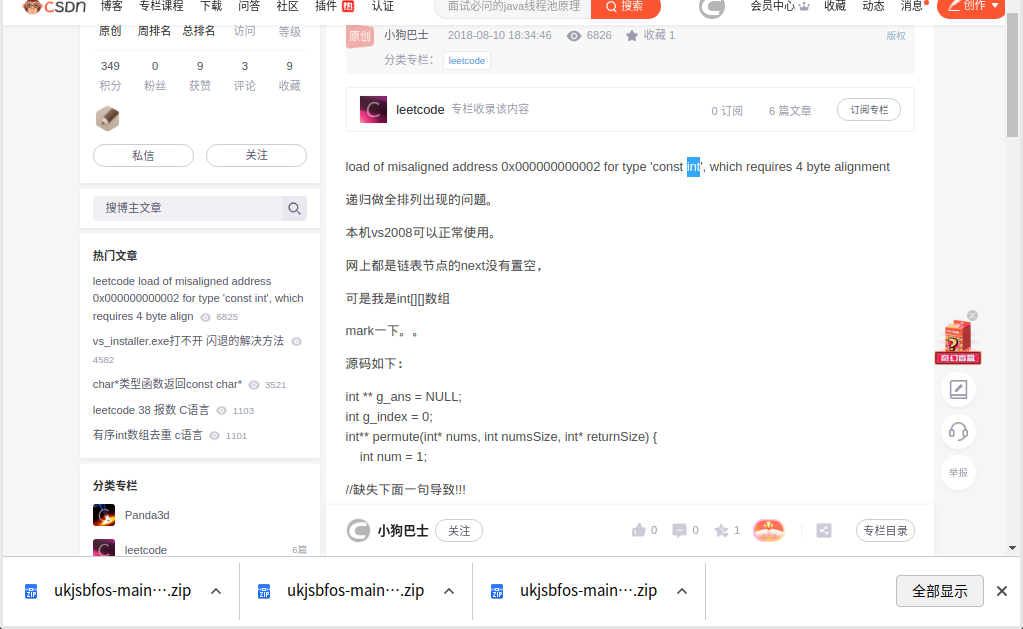 CSDN 博客 专栏课程 下载 问答 社区 插件 热 认证 面试必问的java线程池原理 搜索 会员中心 收藏 动态 消息 创作
原创 周排名 总排名 访问 等级
349 0 9 3 9
积分 粉丝 获赞 评论 收藏
私信 关注
搜博主文章
热门文章
leetcode load of misaligned address
0x000000000002 for type 'const int', which
requires 4 byte align 6825
vs_installer.exe打不开 闪退的解决方法
4582
char*类型函数返回const char* 3521
leetcode 38 报数 C语言 1103
有序int数组去重 c语言 1101
分类专栏
Panda3d
leetcode 6篇
原创 小狗巴士 2018-08-10 18:34:46 6826 收藏 1 版权
分类专栏： leetcode
leetcode 专栏收录该内容 0 订阅 6 篇文章 订阅专栏
load of misaligned address 0x000000000002 for type 'const int', which requires 4 byte alignment
递归做全排列出现的问题。
本机vs2008可以正常使用。
网上都是链表节点的next没有置空，
可是我是int[][]数组
mark一下。。
源码如下：
int ** g_ans = NULL;
int g_index = 0;
int** permute(int* nums, int numsSize, int* returnSize) {
int num = 1;
//缺失下面一句导致!!!
小狗巴士 关注 0 0 1 专栏目录
奇幻盲盒
举报
ukjsbfos-main….zip ukjsbfos-main….zip ukjsbfos-main….zip 全部显示